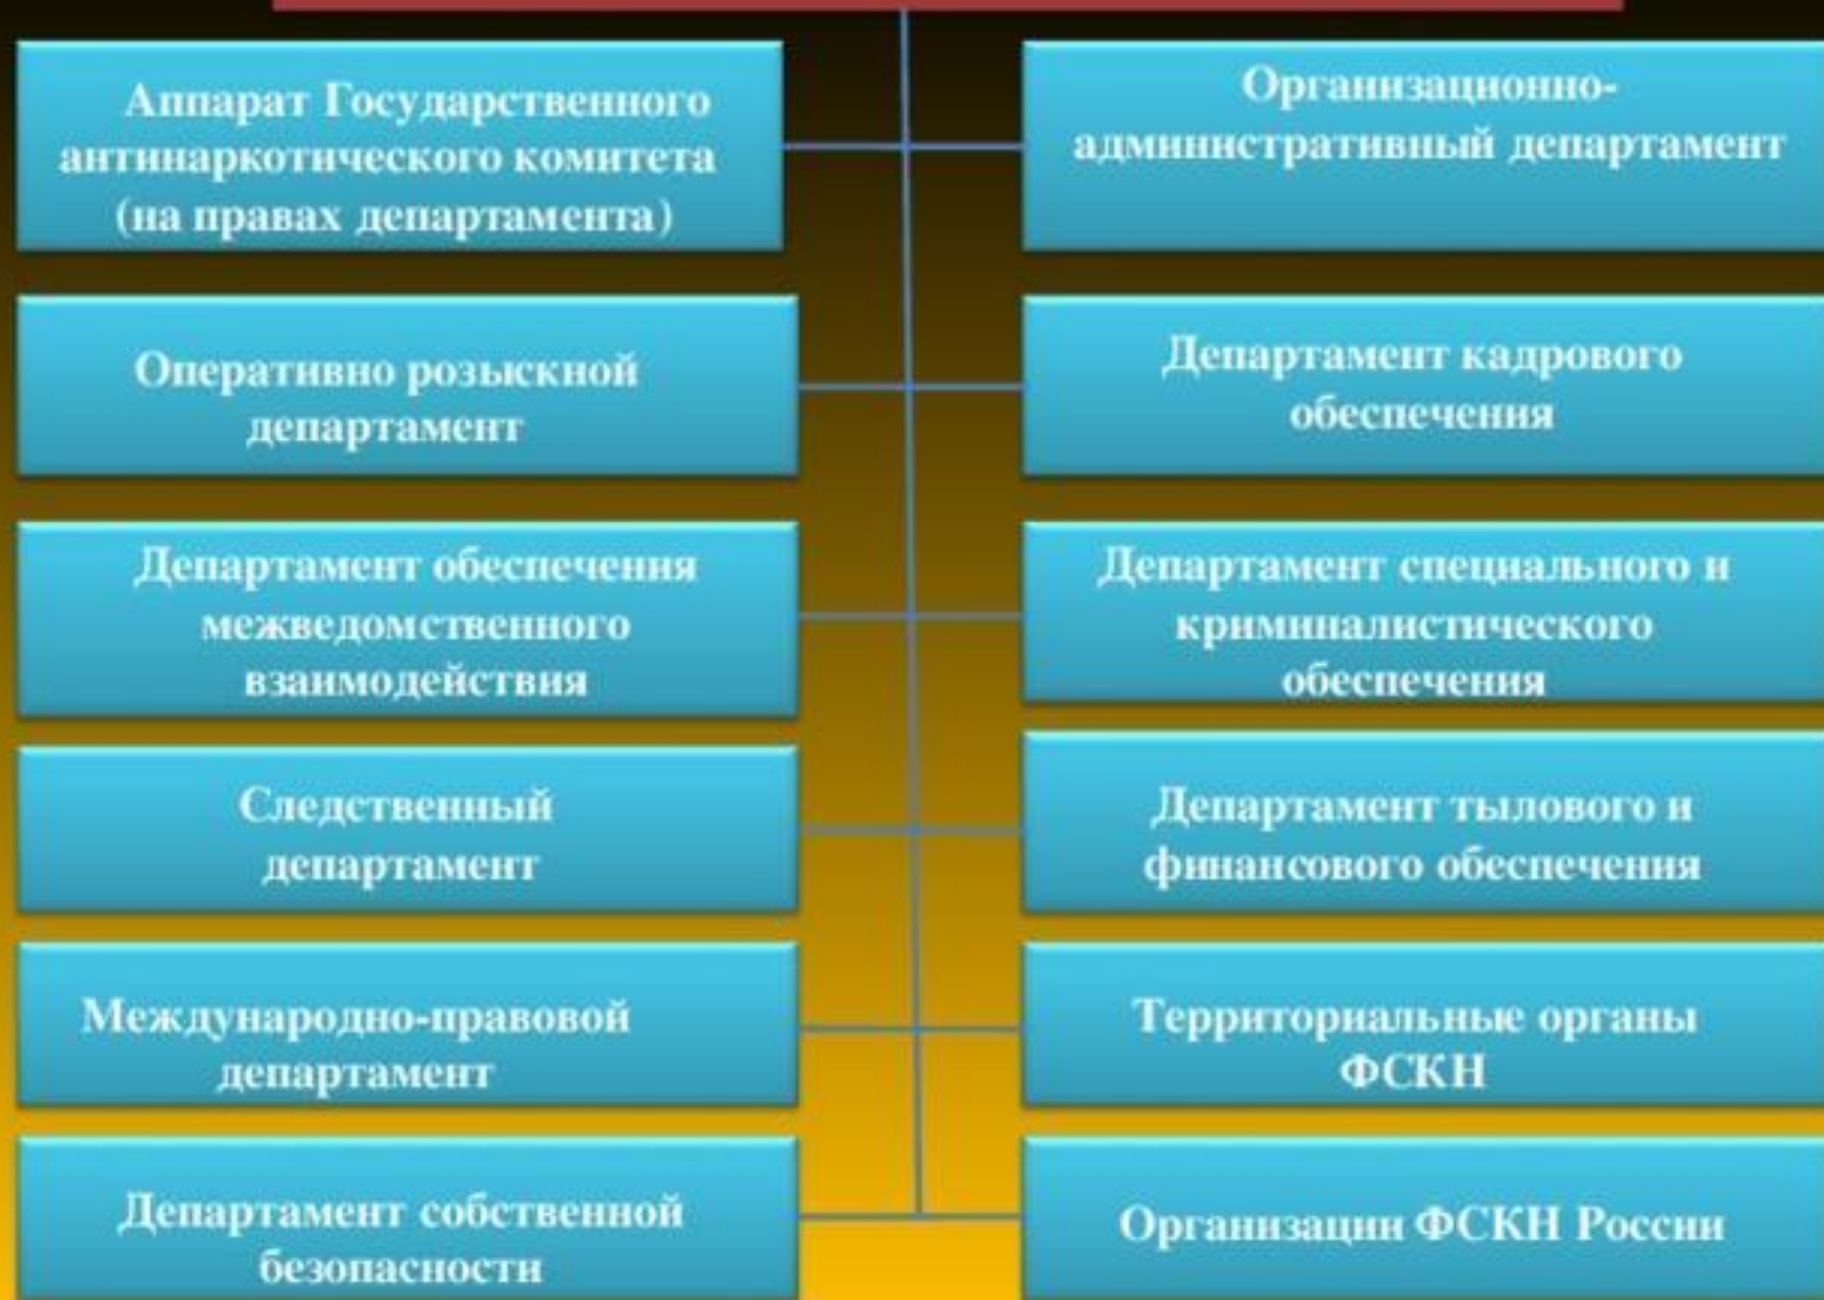 Аппарат Государственного
антинаркотического комитета
(на правах департамента)
Организационно-
административный департамент
Оперативно розыскной
департамент
Департамент кадрового
обеспечения
Департамент обеспечения
межведомственного
взаимодействия
Департамент специального и
криминалистического
обеспечения
Следственный
департамент
Департамент тылового и
финансового обеспечения
Международно-правовой
департамент
Территориальные органы
ФСКН
Департамент собственной
безопасности
Организации ФСКН России